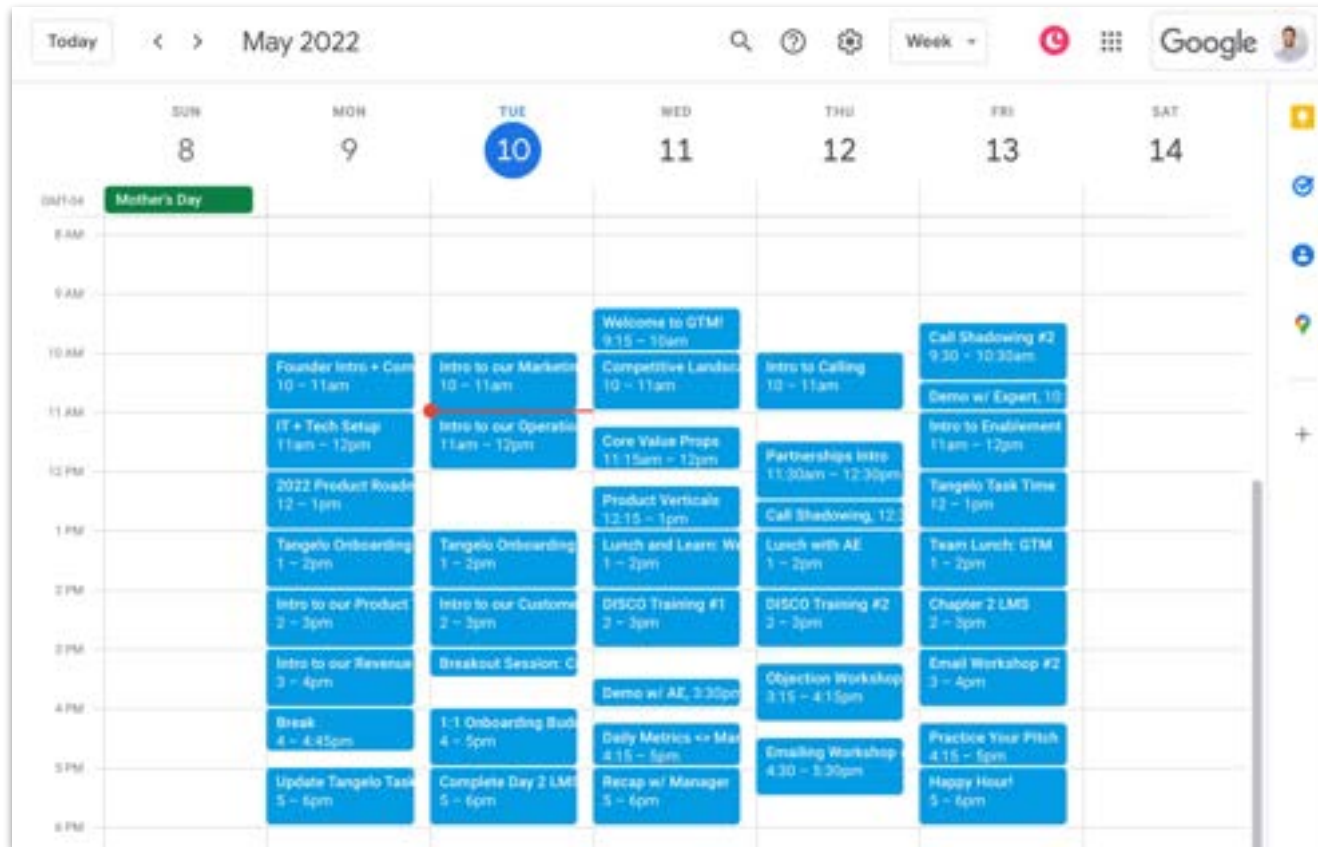 Today
May 2022
Week
Google
SUN
MON
TUE
WED
THU
FRI
SAT
8
9
10
11
12
13
14
GMT-04
Mother's Day
8 AM
9 AM
10 AM
11 AM
12 PM
1 PM
2 PM
3 PM
4 PM
5 PM
6 PM
Founder Intro + Com
10 – 11am
IT + Tech Setup
11am – 12pm
2022 Product Roadm
12 – 1pm
Tangelo Onboarding
1 – 2pm
Intro to our Product
2 – 3pm
Intro to our Revenue
3 – 4pm
Break
4 – 4:45pm
Update Tangelo Task
5 – 6pm
Intro to our Marketin
10 – 11am
Intro to our Operatio
11am – 12pm
Tangelo Onboarding
1 – 2pm
Intro to our Custome
2 – 3pm
Breakout Session: C
1:1 Onboarding Bud
4 – 5pm
Complete Day 2 LMS
5 – 6pm
Welcome to GTM!
9:15 – 10am
Competitive Landsc
10 – 11am
Core Value Props
11:15am – 12pm
Product Verticals
12:15 – 1pm
Lunch and Learn: We
1 – 2pm
DISCO Training #1
2 – 3pm
Demo w/ AE, 3:30pm
Daily Metrics <> Man
4:15 – 5pm
Recap w/ Manager
5 – 6pm
Intro to Calling
10 – 11am
Partnerships Intro
11:30am – 12:30pm
Call Shadowing, 12:
Lunch with AE
1 – 2pm
DISCO Training #2
2 – 3pm
Objection Workshop
3:15 – 4:15pm
Emailing Workshop
4:30 – 5:30pm
Call Shadowing #2
9:30 – 10:30am
Demo w/ Expert, 10:
Intro to Enablement
11am – 12pm
Tangelo Task Time
12 – 1pm
Team Lunch: GTM
1 – 2pm
Chapter 2 LMS
2 – 3pm
Email Workshop #2
3 – 4pm
Practice Your Pitch
4:15 – 5pm
Happy Hour!
5 – 6pm